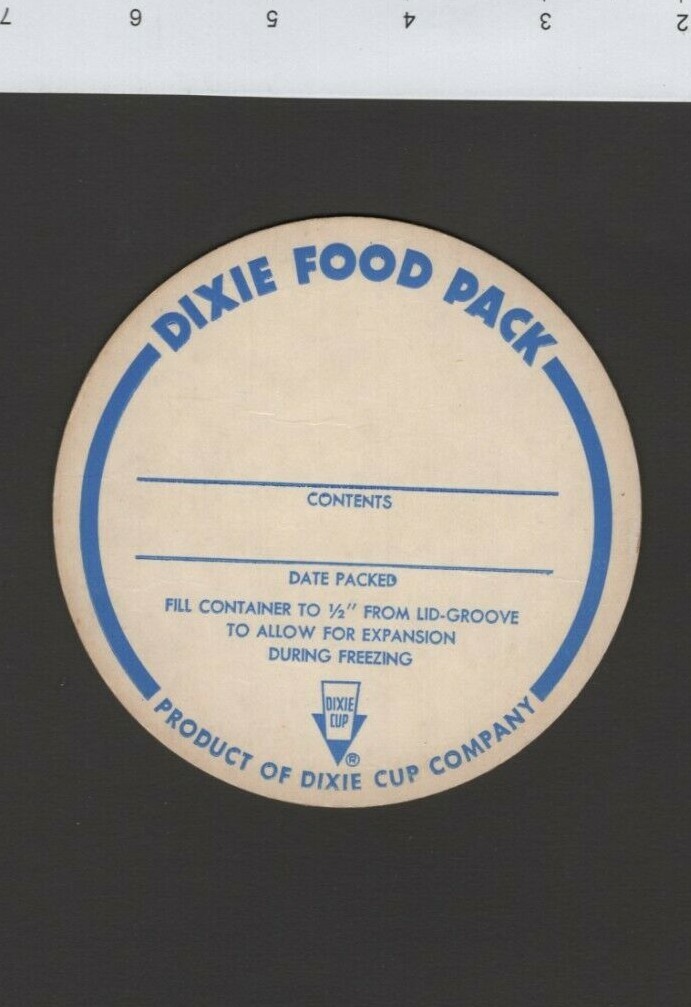 7 6 5 4 3 2
DIXIE FOOD PACK
CONTENTS
DATE PACKED
FILL CONTAINER TO ½" FROM LID-GROOVE
TO ALLOW FOR EXPANSION
DURING FREEZING
DIXIE
CUP
®
PRODUCT OF DIXIE CUP COMPANY